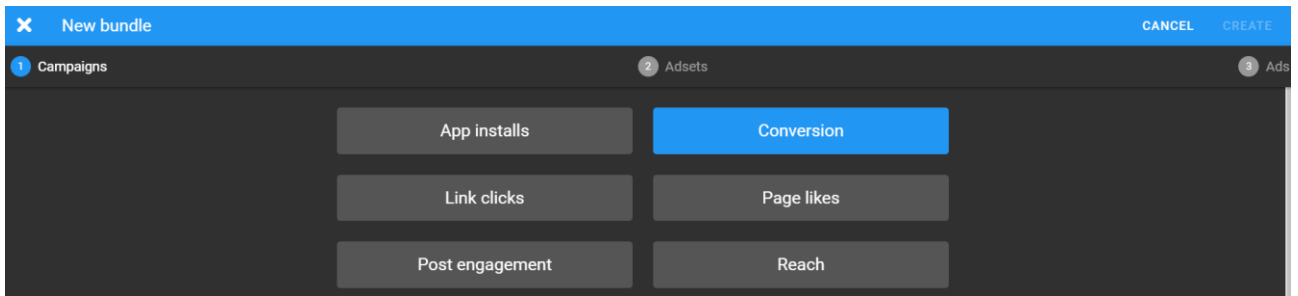 New bundle CANCEL CREATE
1 Campaigns 2 Adsets 3 Ads
App installs Conversion
Link clicks Page likes
Post engagement Reach